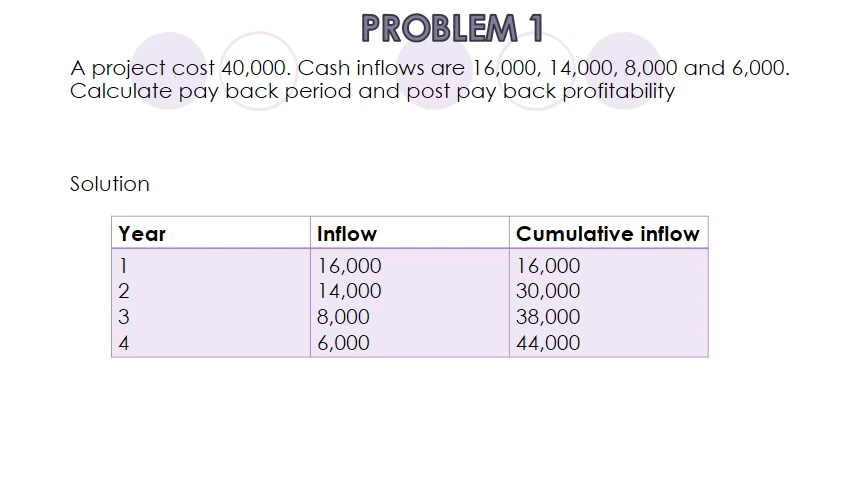 PROBLEM 1
A project cost 40,000. Cash inflows are 16,000, 14,000, 8,000 and 6,000.
Calculate pay back period and post pay back profitability
Solution
Year Inflow Cumulative inflow
1 16,000 16,000
2 14,000 30,000
3 8,000 38,000
4 6,000 44,000